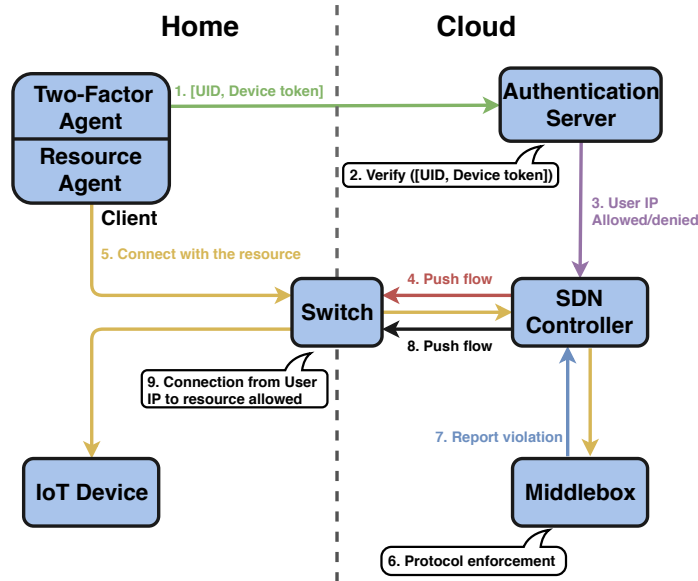 Home
Cloud
Two-Factor
Agent
Resource
Agent
Client
1. [UID, Device token]
Authentication
Server
2. Verify ([UID, Device token])
3. User IP
Allowed/denied
5. Connect with the resource
4. Push flow
Switch
SDN
Controller
8. Push flow
9. Connection from User
IP to resource allowed
7. Report violation
IoT Device
Middlebox
6. Protocol enforcement